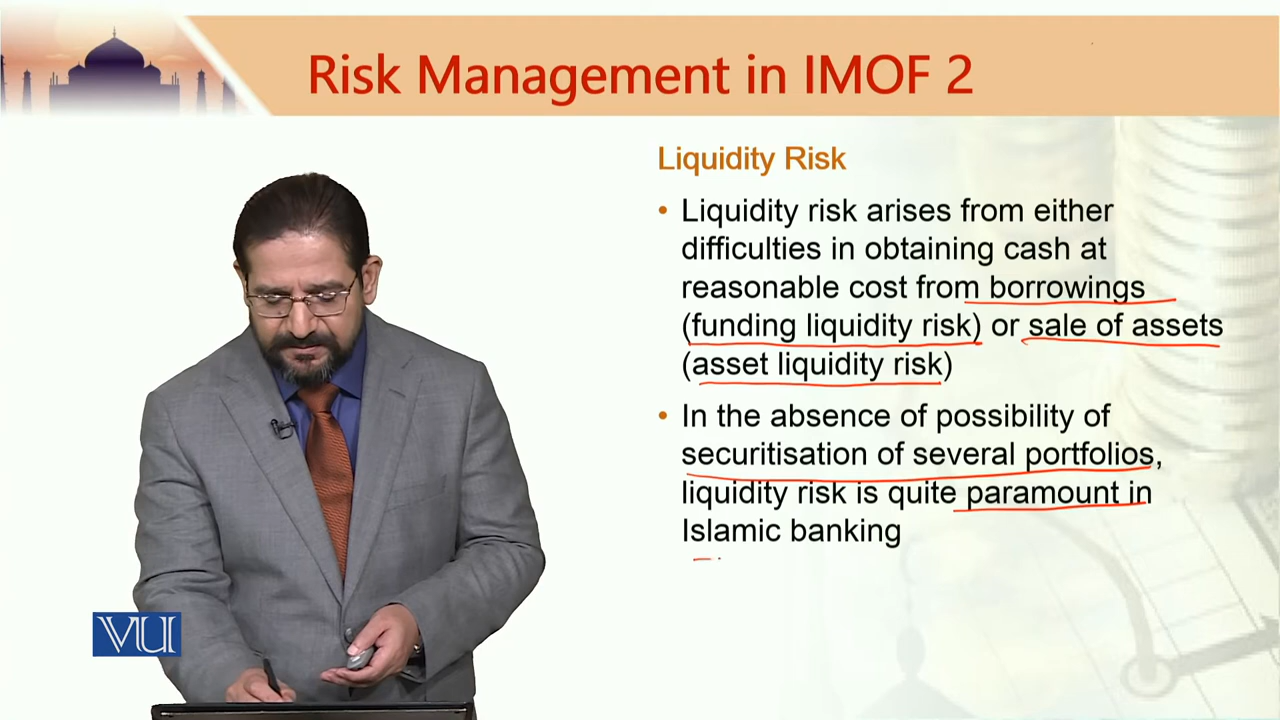 Risk Management in IMOF 2
Liquidity Risk
• Liquidity risk arises from either
difficulties in obtaining cash at
reasonable cost from borrowings
(funding liquidity risk) or sale of assets
(asset liquidity risk)
• In the absence of possibility of
securitisation of several portfolios,
liquidity risk is quite paramount in
Islamic banking
VU